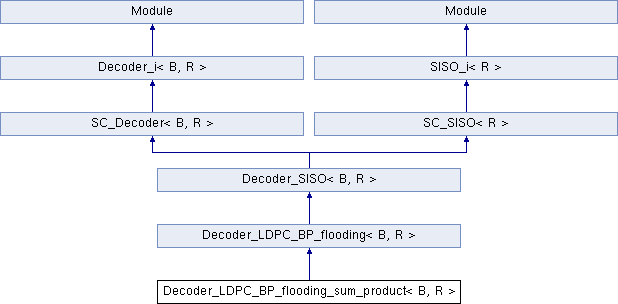 Module
Module
Decoder_i< B, R >
SISO_i< R >
SC_Decoder< B, R >
SC_SISO< R >
Decoder_SISO< B, R >
Decoder_LDPC_BP_flooding< B, R >
Decoder_LDPC_BP_flooding_sum_product< B, R >